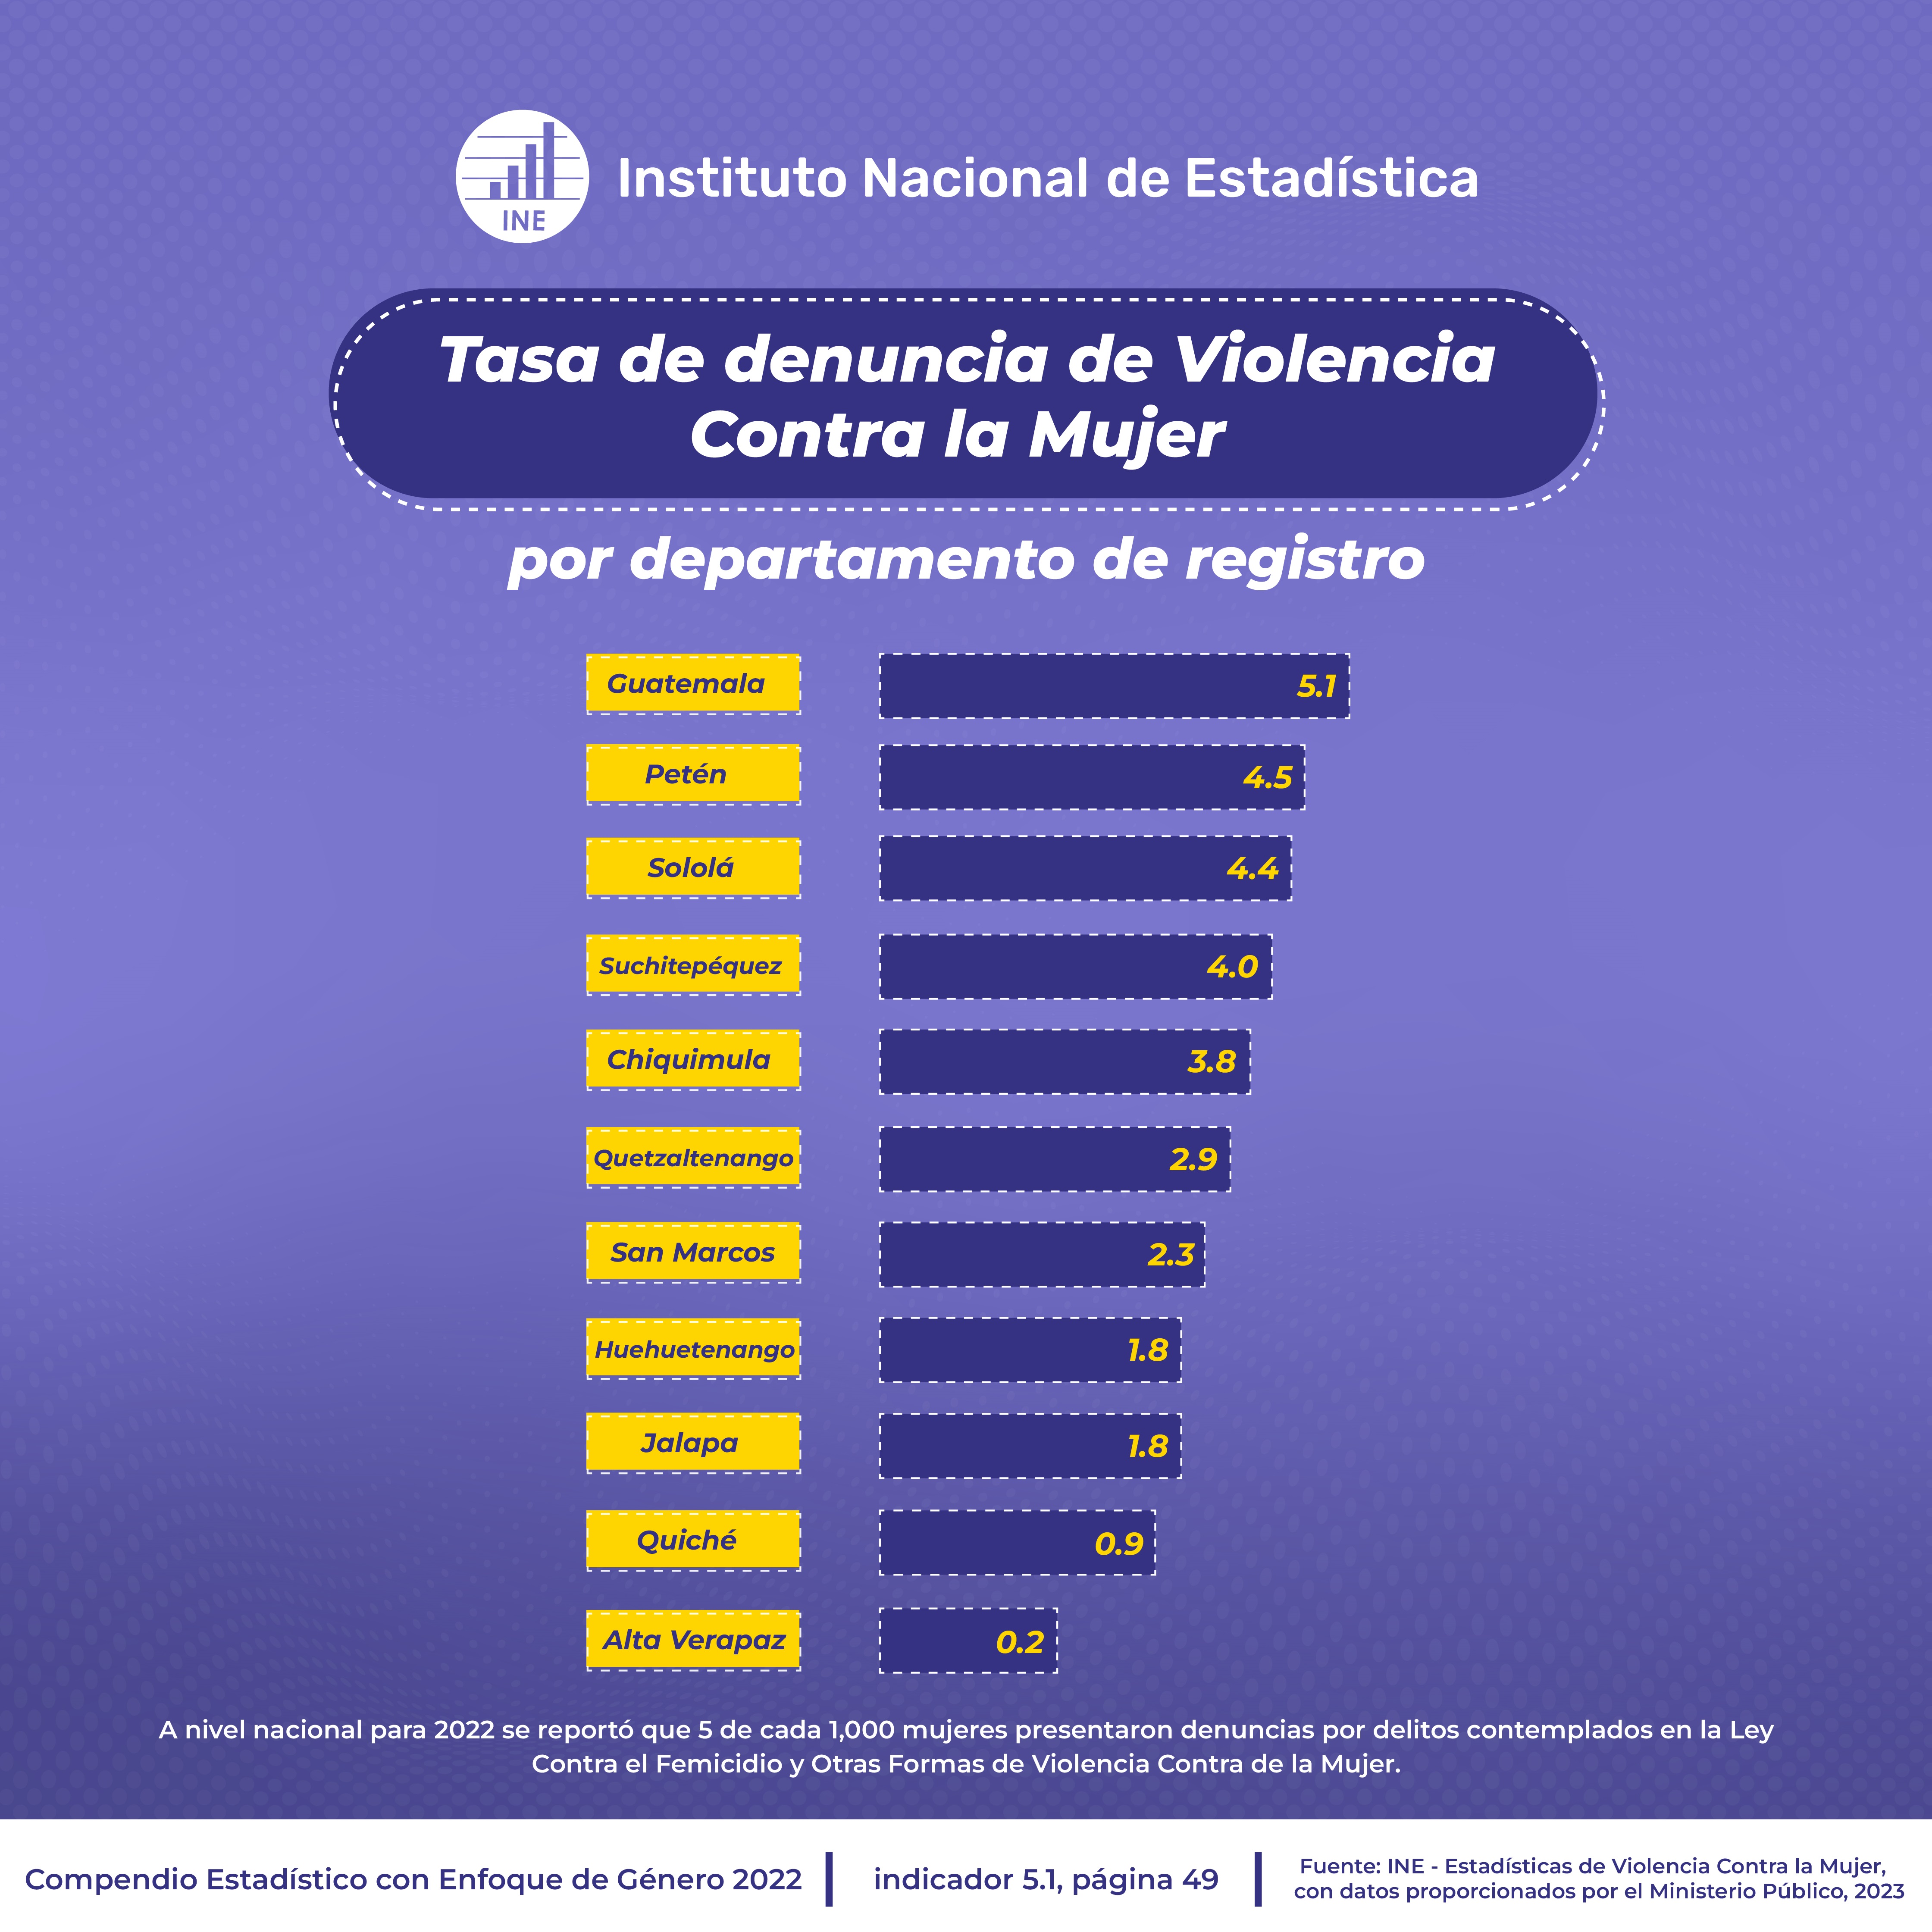 INE
Instituto Nacional de Estadística
Tasa de denuncia de Violencia
Contra la Mujer
por departamento de registro
Guatemala 5.1
Petén 4.5
Sololá 4.4
Suchitepéquez 4.0
Chiquimula 3.8
Quetzaltenango 2.9
San Marcos 2.3
Huehuetenango 1.8
Jalapa 1.8
Quiché 0.9
Alta Verapaz 0.2
A nivel nacional para 2022 se reportó que 5 de cada 1,000 mujeres presentaron denuncias por delitos contemplados en la Ley
Contra el Femicidio y Otras Formas de Violencia Contra de la Mujer.
Compendio Estadístico con Enfoque de Género 2022
indicador 5.1, página 49
Fuente: INE - Estadísticas de Violencia Contra la Mujer,
con datos proporcionados por el Ministerio Público, 2023